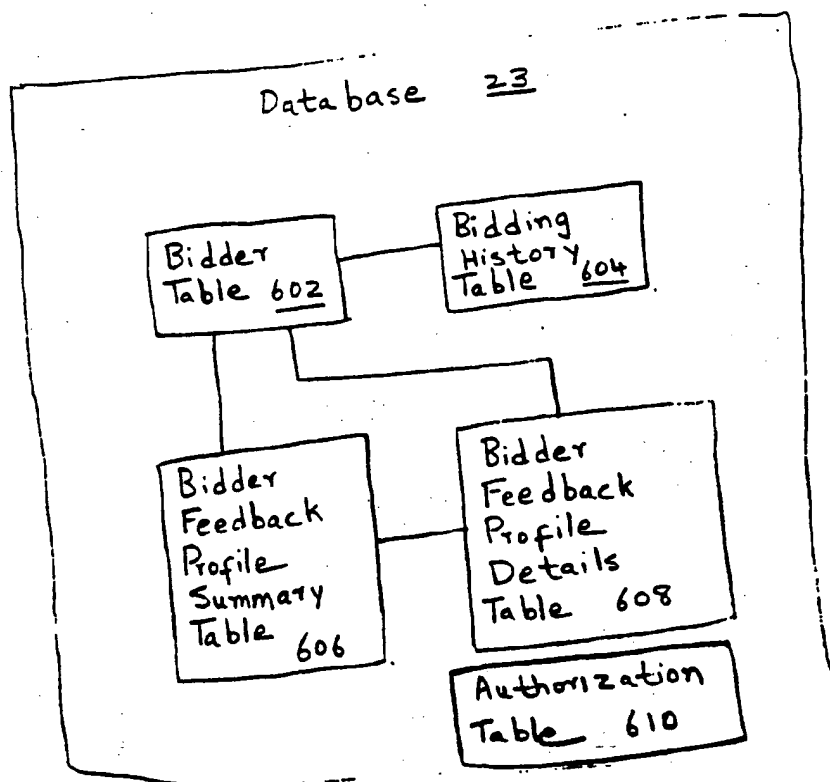 Database 23
Bidder
Table 602
Bidding
History
Table 604
Bidder
Feedback
Profile
Summary
Table 606
Bidder
Feedback
Profile
Details
Table 608
Authorization
Table 610